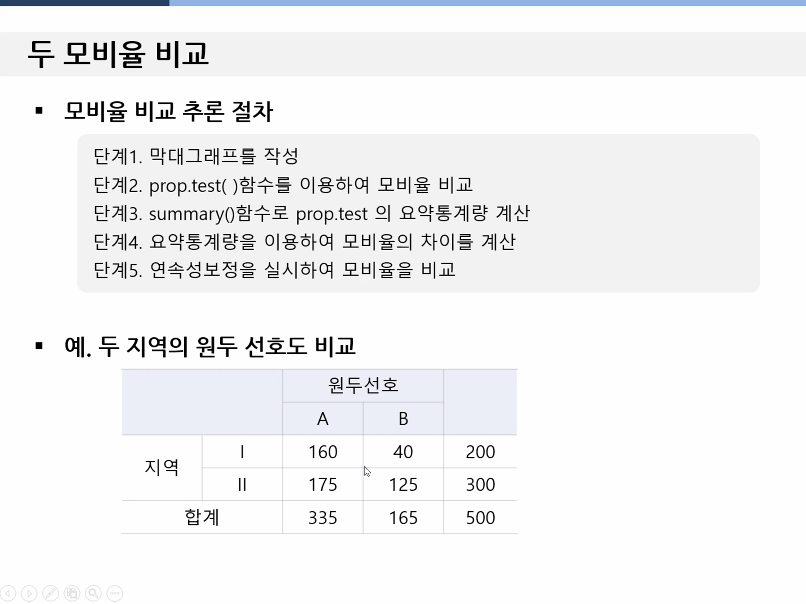 두 모비율 비교
▪ 모비율 비교 추론 절차
단계1. 막대그래프를 작성
단계2. prop.test( )함수를 이용하여 모비율 비교
단계3. summary()함수로 prop.test 의 요약통계량 계산
단계4. 요약통계량을 이용하여 모비율의 차이를 계산
단계5. 연속성보정을 실시하여 모비율을 비교
▪ 예. 두 지역의 원두 선호도 비교
원두선호
A B
지역 I 160 40 200
II 175 125 300
합계 335 165 500